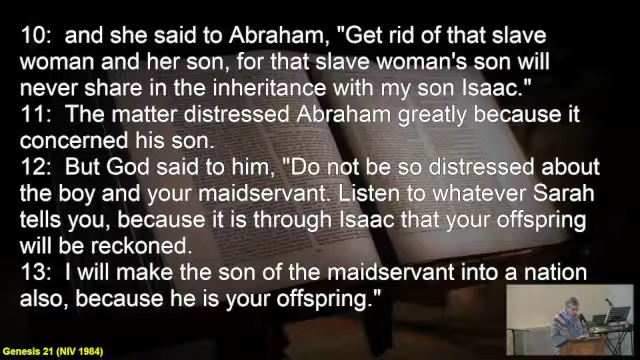 10: and she said to Abraham, "Get rid of that slave
woman and her son, for that slave woman's son will
never share in the inheritance with my son Isaac."
11: The matter distressed Abraham greatly because it
concerned his son.
12: But God said to him, "Do not be so distressed about
the boy and your maidservant. Listen to whatever Sarah
tells you, because it is through Isaac that your offspring
will be reckoned.
13: I will make the son of the maidservant into a nation
also, because he is your offspring."
Genesis 21 (NIV 1984)